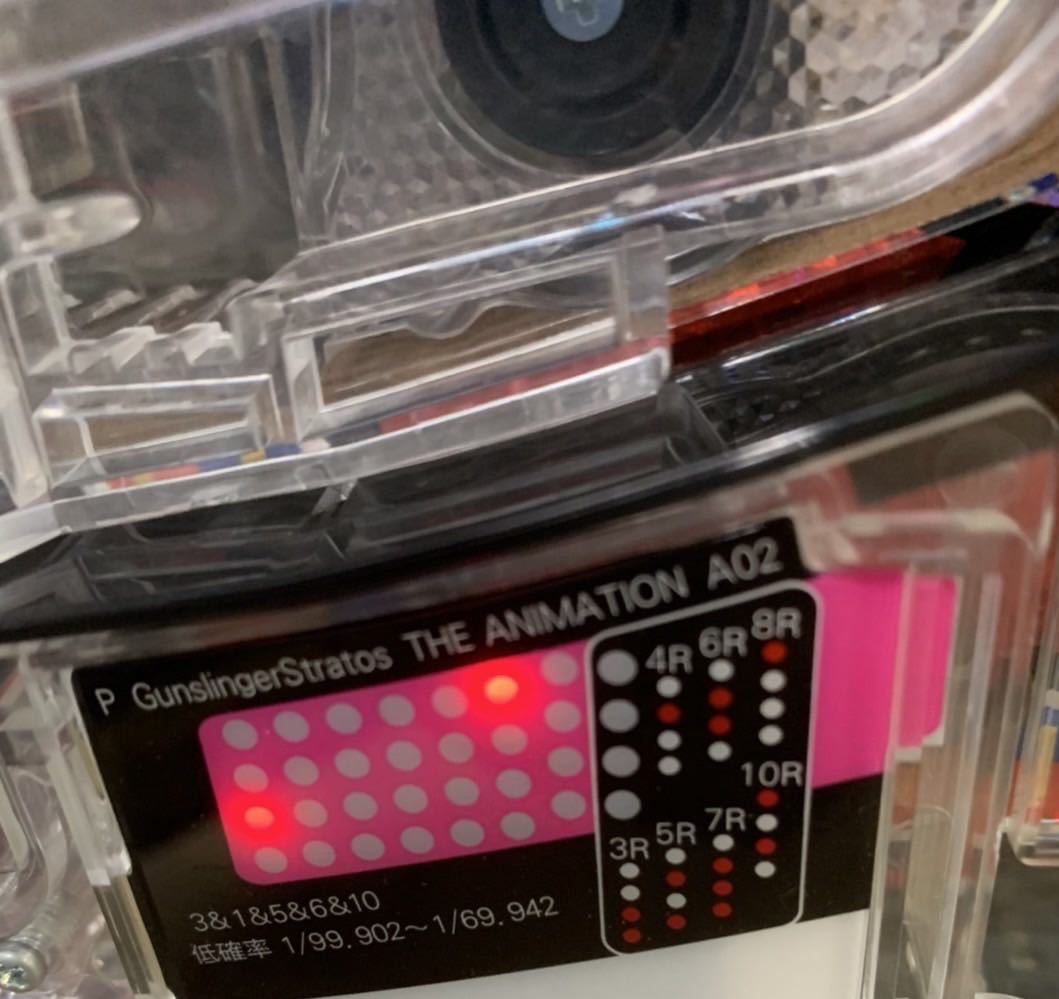 P GunslingerStratos THE ANIMATION A02
4R 6R 8R
10R
3R 5R 7R
3&1&5&6&10
低確率 1/99.902～1/69.942